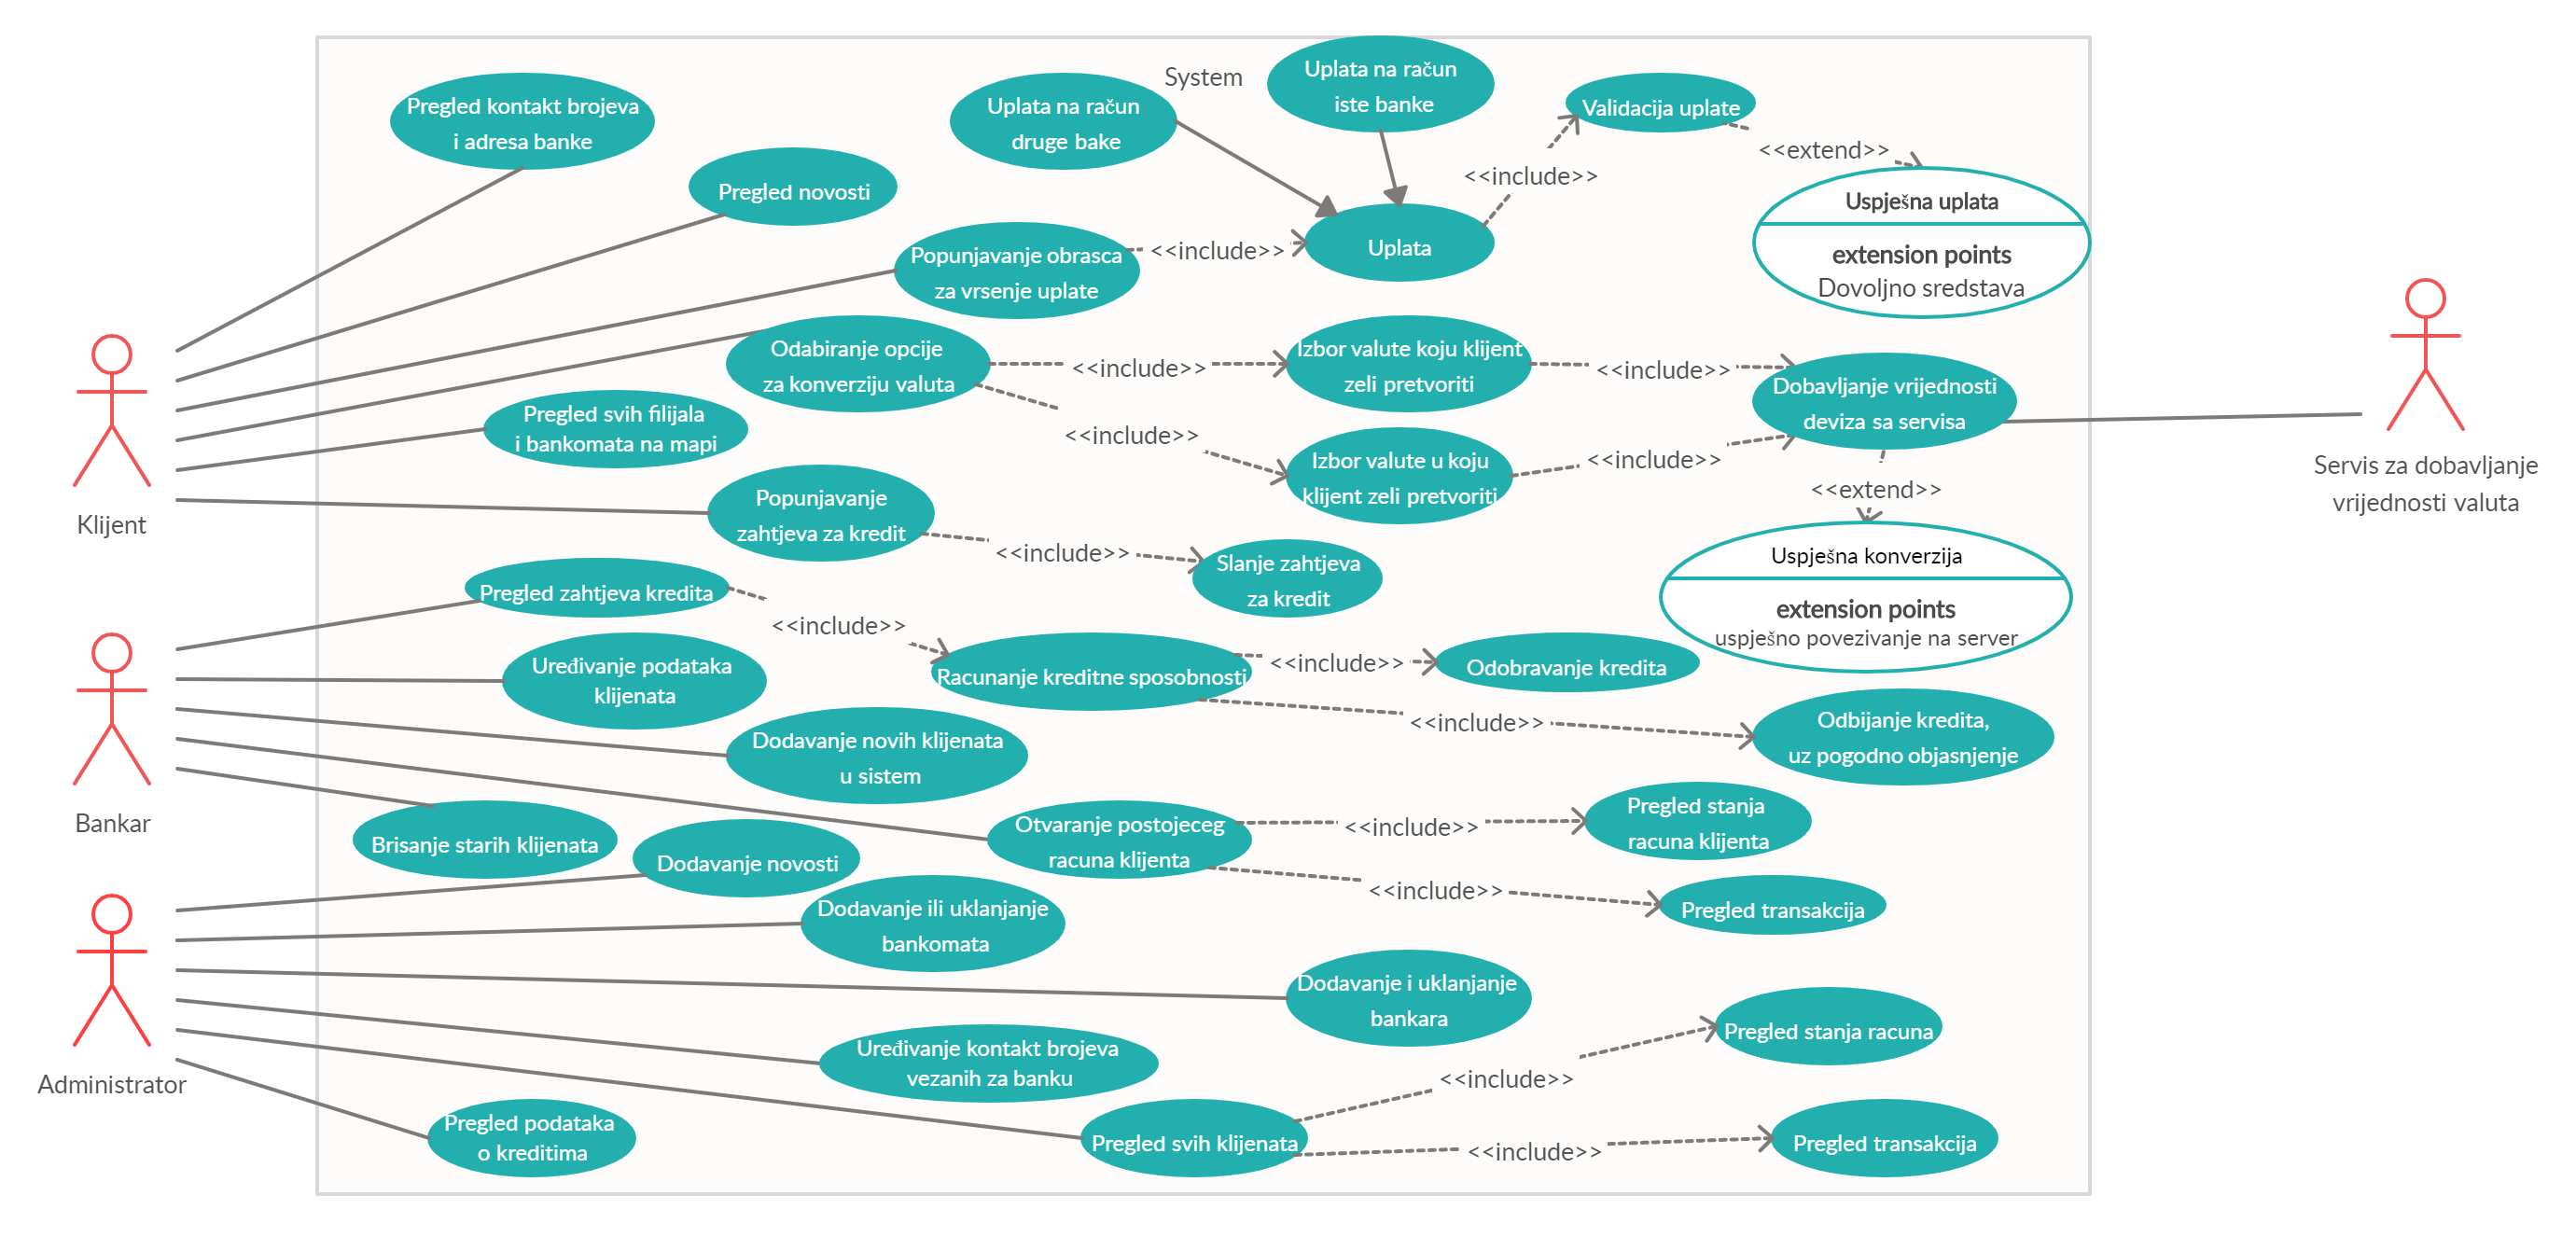 System
Pregled kontakt brojeva
i adresa banke
Uplata na račun
druge bake
Uplata na račun
iste banke
Validacija uplate
<<extend>>
<<include>>
Pregled novosti
Uspješna uplata
extension points
Dovoljno sredstava
Popunjavanje obrasca
za vrsenje uplate
<<include>>
Uplata
Odabiranje opcije
za konverziju valuta
<<include>>
Izbor valute koju klijent
zeli pretvoriti
<<include>>
Dobavljanje vrijednosti
deviza sa servisa
Pregled svih filijala
i bankomata na mapi
<<include>>
Izbor valute u koju
klijent zeli pretvoriti
<<include>>
Servis za dobavljanje
vrijednosti valuta
Klijent
Popunjavanje
zahtjeva za kredit
<<extend>>
<<include>>
Slanje zahtjeva
za kredit
Uspješna konverzija
extension points
uspješno povezivanje na server
Pregled zahtjeva kredita
<<include>>
Uređivanje podataka
klijenata
Racunanje kreditne sposobnosti
<<include>>
Odobravanje kredita
<<include>>
Odbijanje kredita,
uz pogodno objasnjenje
Dodavanje novih klijenata
u sistem
Bankar
Brisanje starih klijenata
Otvaranje postojeceg
racuna klijenta
<<include>>
Pregled stanja
racuna klijenta
Dodavanje novosti
<<include>>
Pregled transakcija
Dodavanje ili uklanjanje
bankomata
Dodavanje i uklanjanje
bankara
Administrator
Uređivanje kontakt brojeva
vezanih za banku
<<include>>
Pregled stanja racuna
Pregled podataka
o kreditima
Pregled svih klijenata
<<include>>
Pregled transakcija